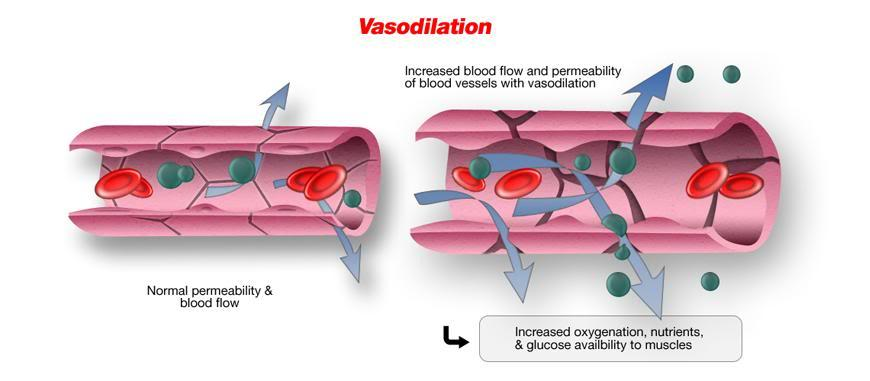 Vasodilation
Increased blood flow and permeability
of blood vessels with vasodilation
Normal permeability &
blood flow
Increased oxygenation, nutrients,
& glucose availbility to muscles